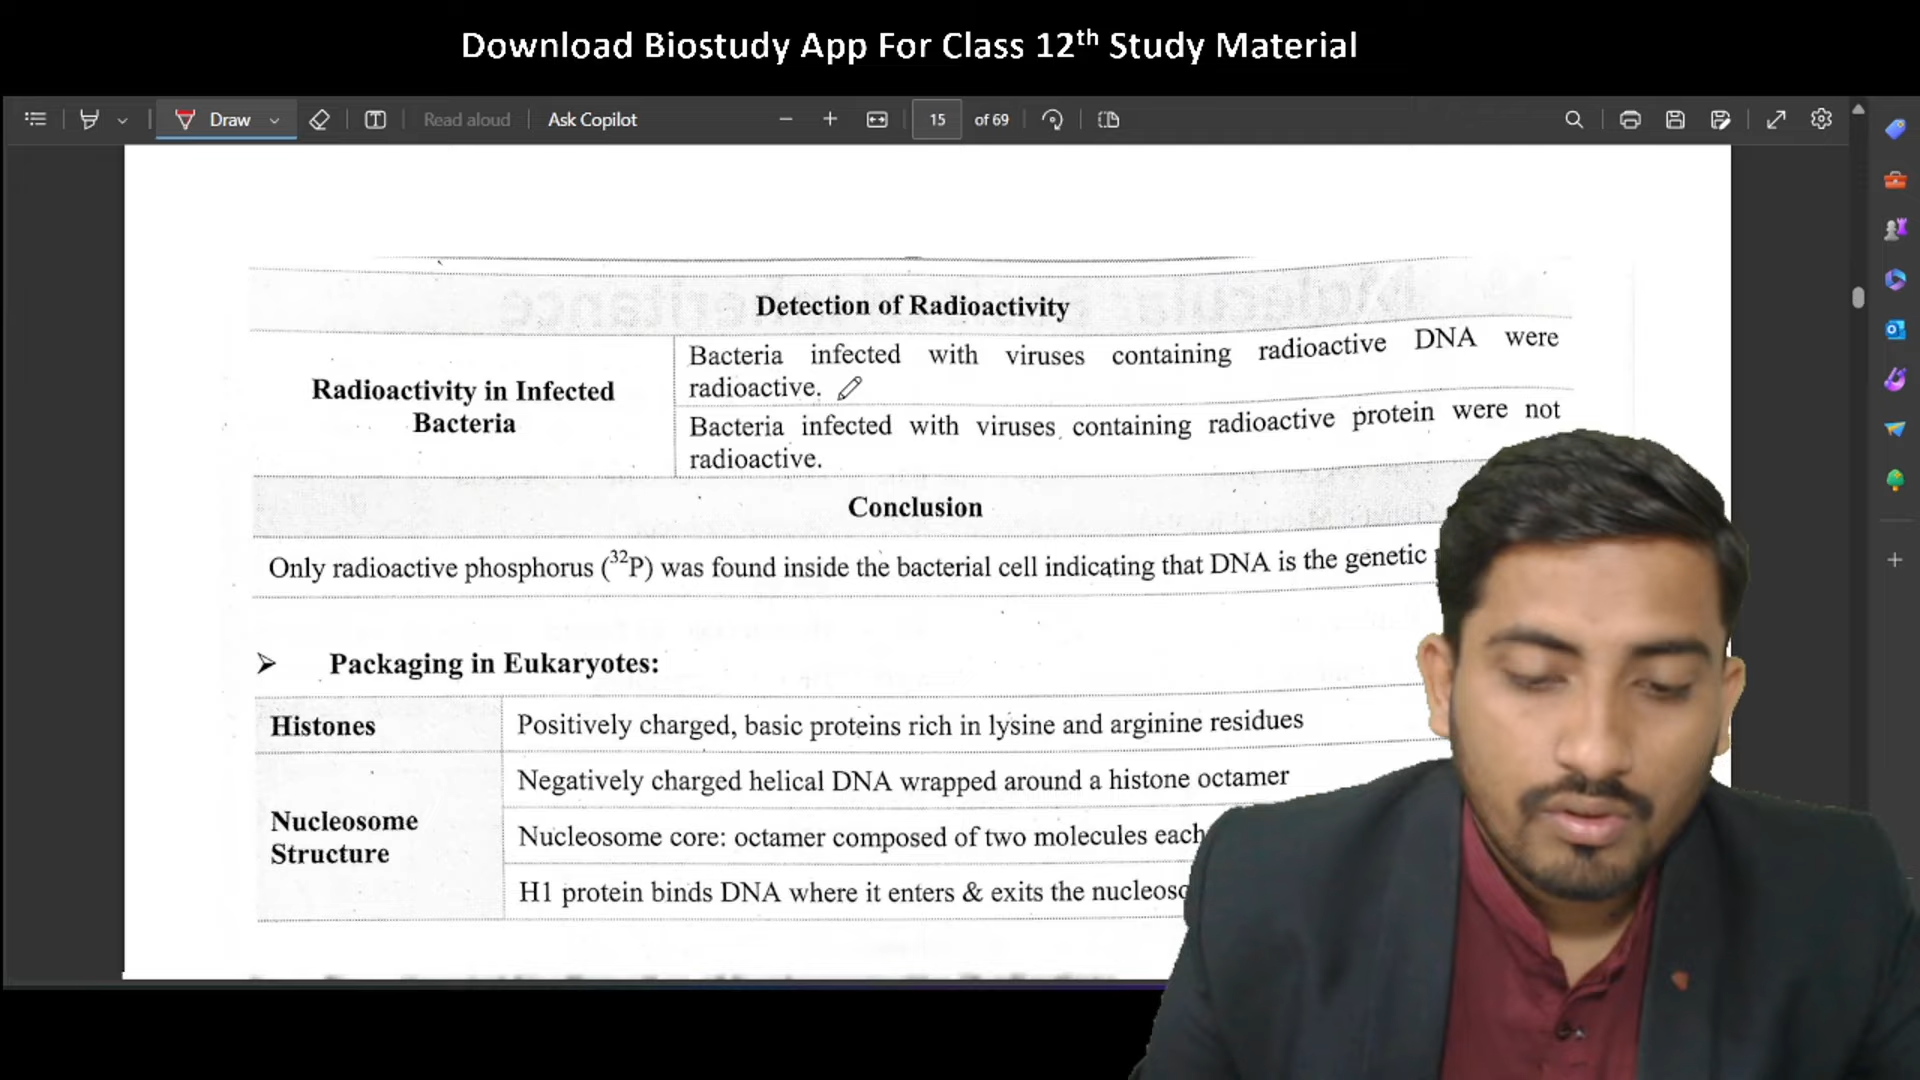 Download Biostudy App For Class 12th Study Material
Draw
Read aloud
Ask Copilot
15
of 69
Detection of Radioactivity
Radioactivity in Infected
Bacteria
Bacteria infected with viruses containing radioactive DNA were
radioactive.
Bacteria infected with viruses containing radioactive protein were not
radioactive.
Conclusion
Only radioactive phosphorus (³²P) was found inside the bacterial cell indicating that DNA is the genetic
➢ Packaging in Eukaryotes:
Histones
Positively charged, basic proteins rich in lysine and arginine residues
Nucleosome
Structure
Negatively charged helical DNA wrapped around a histone octamer
Nucleosome core: octamer composed of two molecules each
H1 protein binds DNA where it enters & exits the